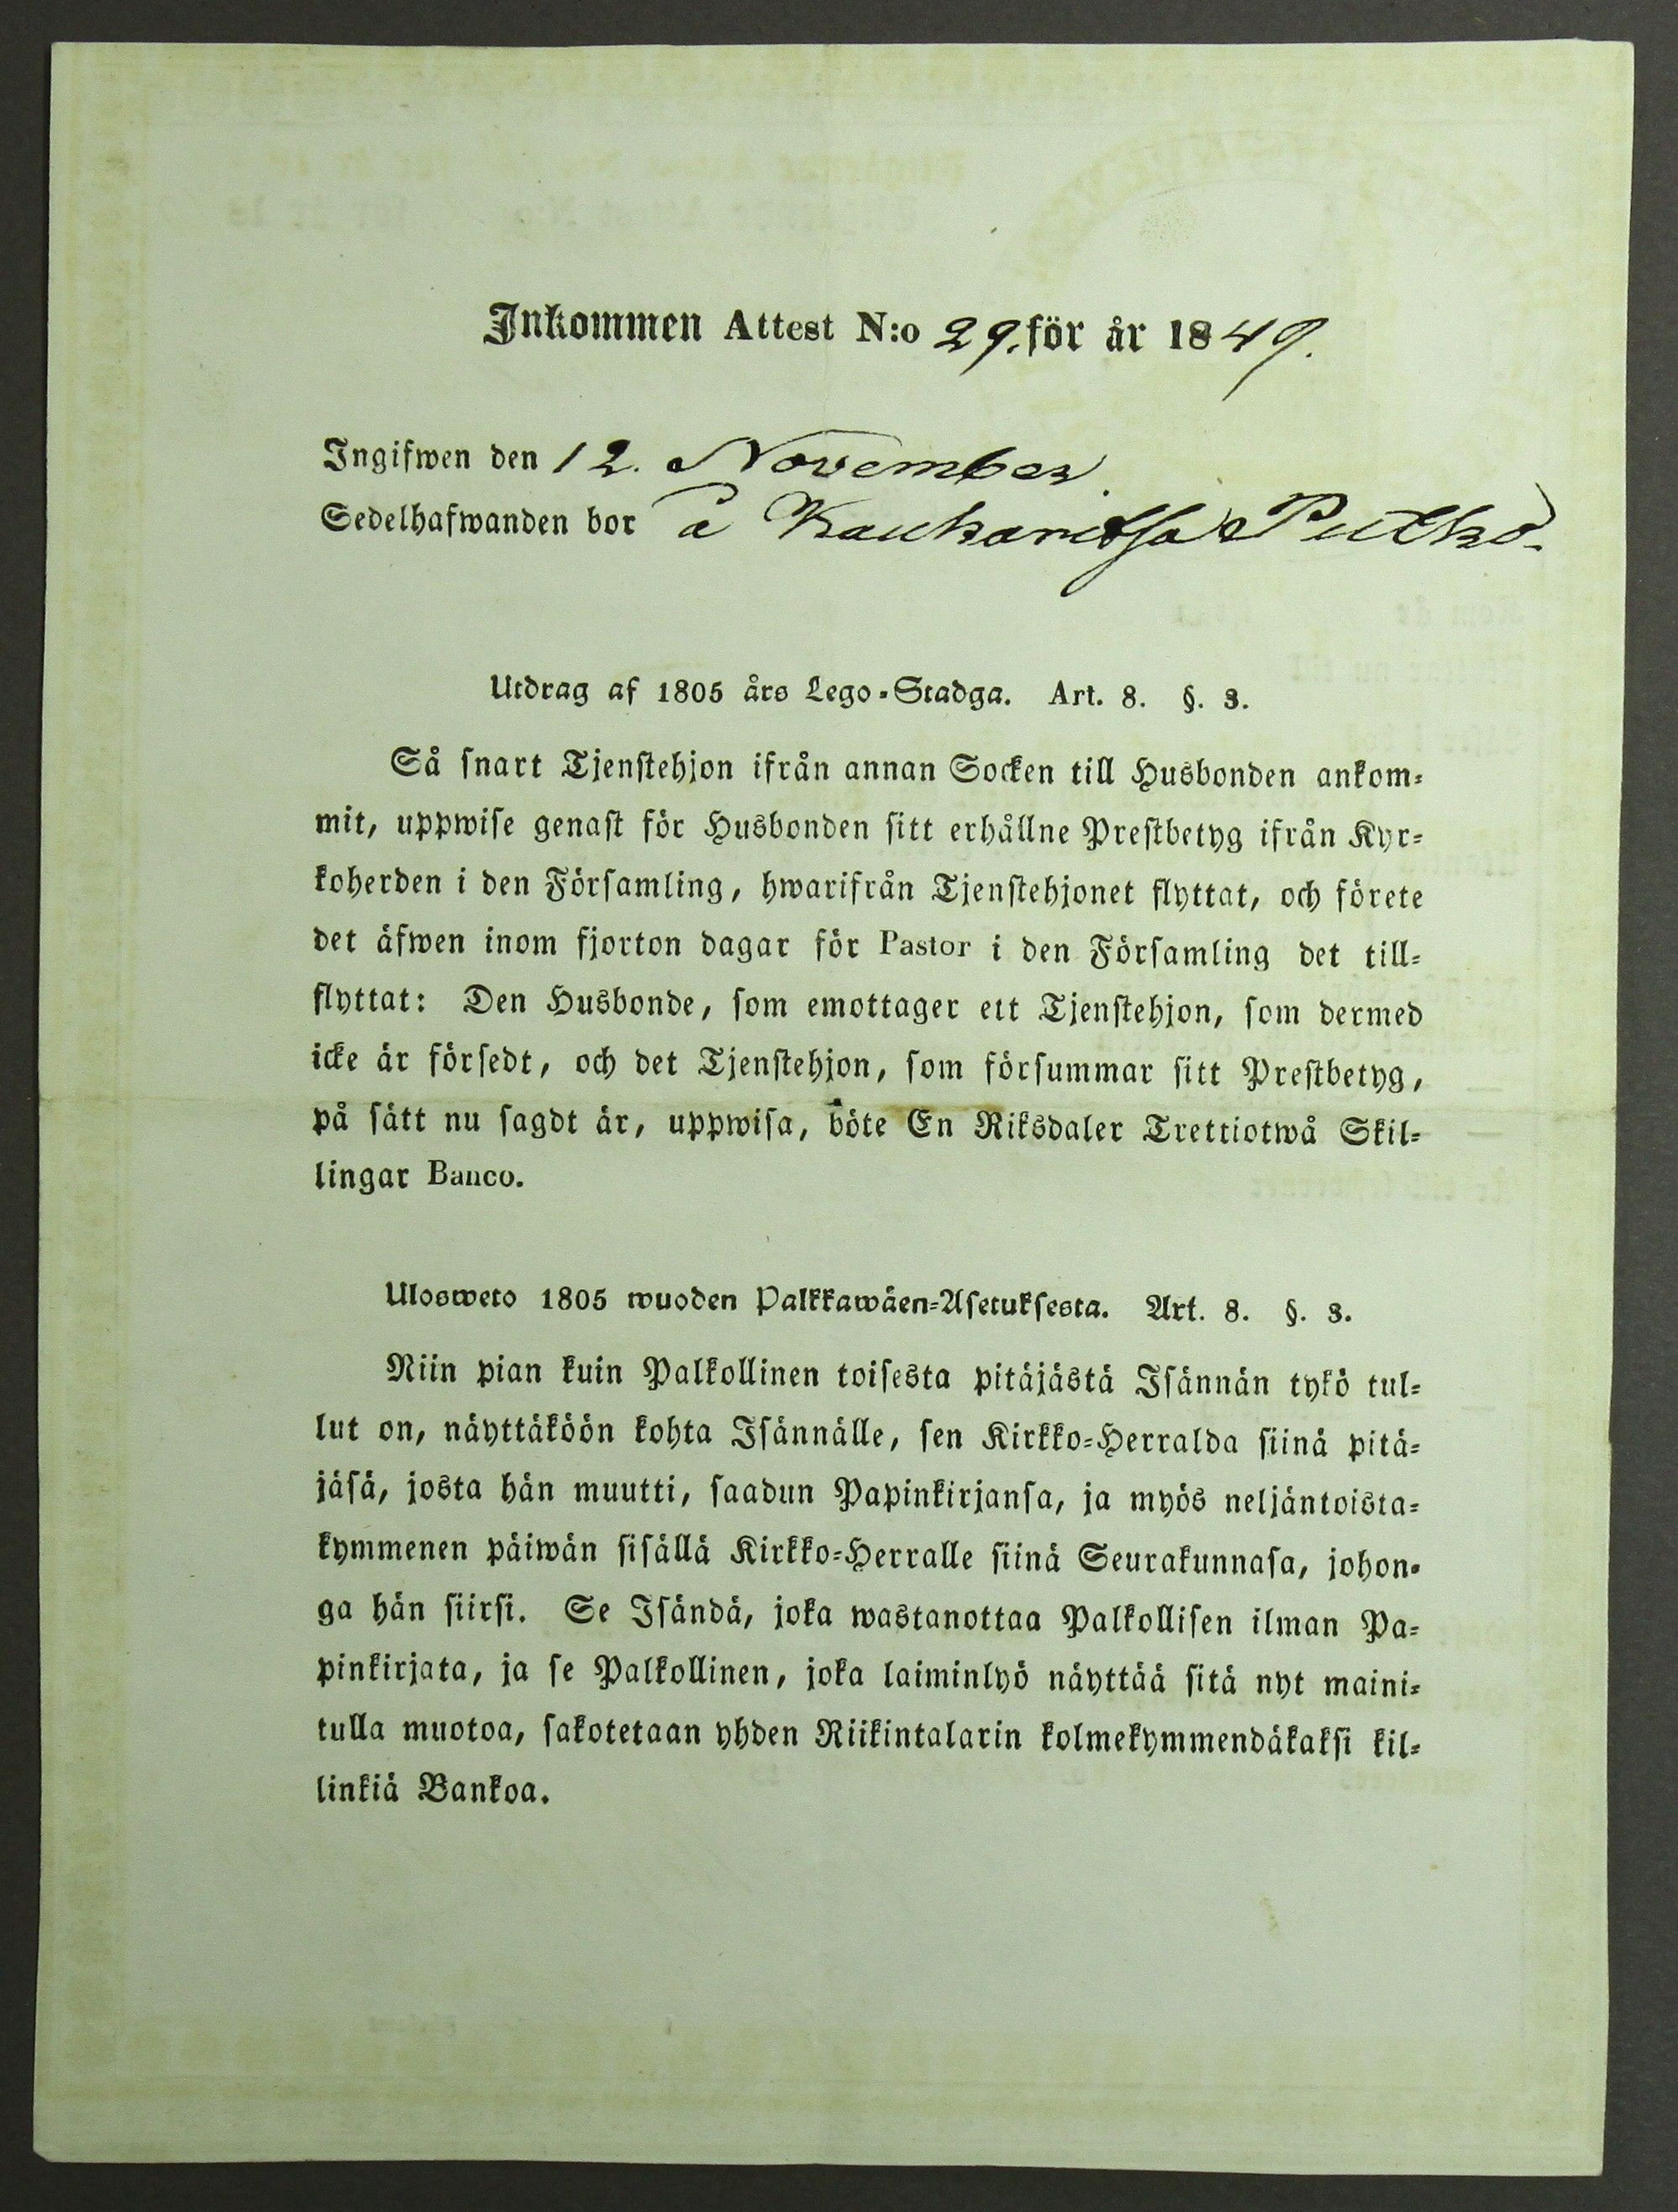 Inkommen Attest N:o 29. för år 1849.
Ingifwen den 12. November.
Sedelhafwanden bor å Kauhantsa Putko.
Utdrag af 1805 års Lego-Stadga. Art. 8. §. 3.
Så snart Tjenstehjon ifrån annan Socken till Husbonden ankom-
mit, uppwise genast för Husbonden sitt erhållne Prestbetyg ifrån Kyr-
koherden i den Församling, hwarifrån Tjenstehjonet flyttat, och förete
det äfwen inom fjorton dagar för Pastor i den Församling det till-
flyttat: Den Husbonde, som emottager ett Tjenstehjon, som dermed
icke är försedt, och det Tjenstehjon, som försummar sitt Prestbetyg,
på sätt nu sagdt är, uppwisa, böte En Riksdaler Trettiotwå Skil-
lingar Banco.
Ulosweto 1805 wuoden Palkkawäen-Asetuksesta. Art. 8. §. 3.
Niin pian kuin Palkollinen toisesta pitäjästä Isännän tykö tul-
lut on, näyttäköön kohta Isännälle, sen Kirkko-Herralda siinä pitä-
jäsä, josta hän muutti, saadun Papinkirjansa, ja myös neljäntoista-
kymmenen päiwän sisällä Kirkko-Herralle siinä Seurakunnasa, johon-
ga hän siirsi. Se Isändä, joka wastanottaa Palkollisen ilman Pa-
pinkirjata, ja se Palkollinen, joka laiminlyö näyttää sitä nyt maini-
tulla muotoa, sakotetaan yhden Riikintalarin kolmekymmendäkaksi kil-
linkiä Bankoa.